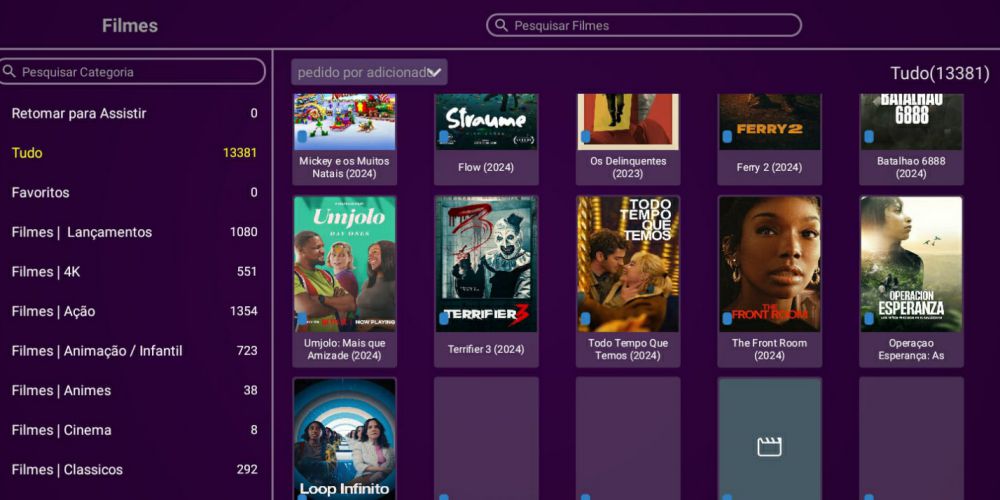 Filmes
Pesquisar Filmes
Pesquisar Categoria
pedido por adicionad
Tudo(13381)
Retomar para Assistir 0
Tudo 13381
Favoritos 0
Filmes | Lançamentos 1080
Filmes | 4K 551
Filmes | Ação 1354
Filmes | Animação / Infantil 723
Filmes | Animes 38
Filmes | Cinema 8
Filmes | Classicos 292
Straume
FERRY 2
BATALHÃO
6888
Mickey e os Muitos
Natais (2024)
Flow (2024)
Os Delinquentes
(2023)
Ferry 2 (2024)
Batalhao 6888
(2024)
Umjolo
DAY ONES
NOW PLAYING
3
TERRIFIER 3
TODO
TEMPO
QUE
TEMOS
THE
FRONT ROOM
OPERACION
ESPERANZA
Umjolo: Mais que
Amizade (2024)
Terrifier 3 (2024)
Todo Tempo Que
Temos (2024)
The Front Room
(2024)
Operaçao
Esperança: As
Loop Infinito